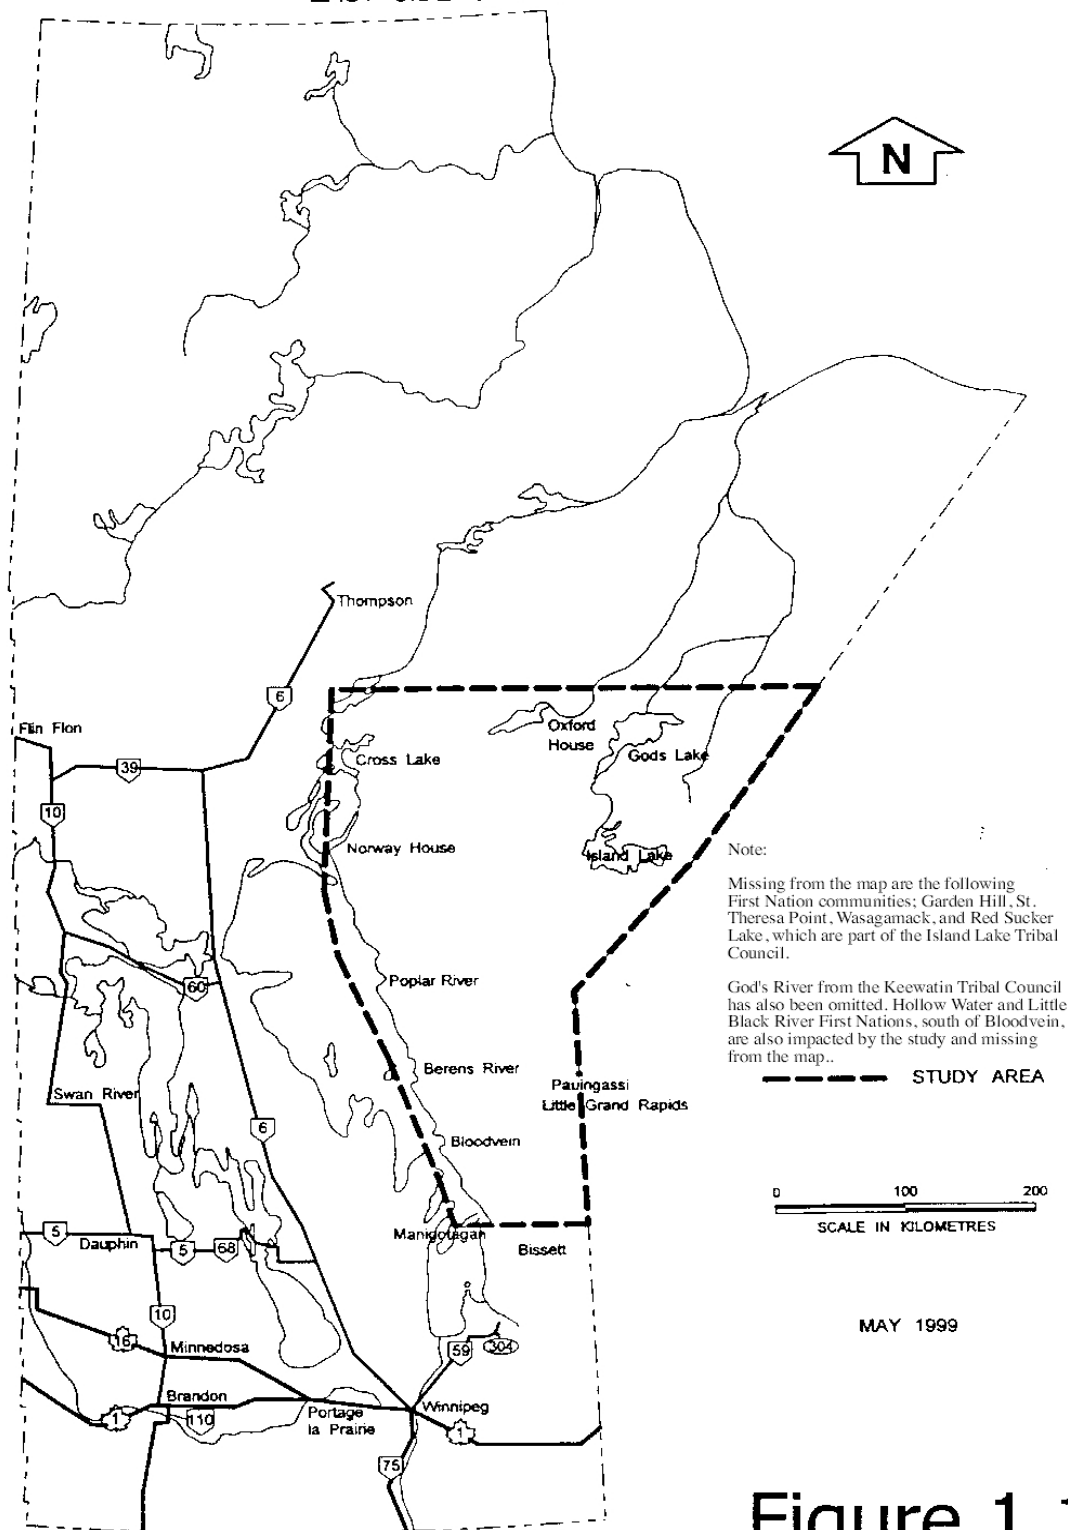 N
Thompson
6
Flin Flon
39
10
Oxford
House
Gods Lake
Cross Lake
Norway House
Island Lake
Note:
Missing from the map are the following
First Nation communities; Garden Hill, St.
Theresa Point, Wasagamack, and Red Sucker
Lake, which are part of the Island Lake Tribal
Council.
God's River from the Keewatin Tribal Council
has also been omitted. Hollow Water and Little
Black River First Nations, south of Bloodvein,
are also impacted by the study and missing
from the map..
STUDY AREA
60
Poplar River
Berens River
Pauingassi
Little Grand Rapids
Swan River
6
Bloodvein
0 100 200
SCALE IN KILOMETRES
5
Dauphin
5
68
Manigotagan
Bissett
10
16
Minnedosa
59
304
MAY 1999
Brandon
1
110
Portage
la Prairie
Winnipeg
1
75
Figure 1